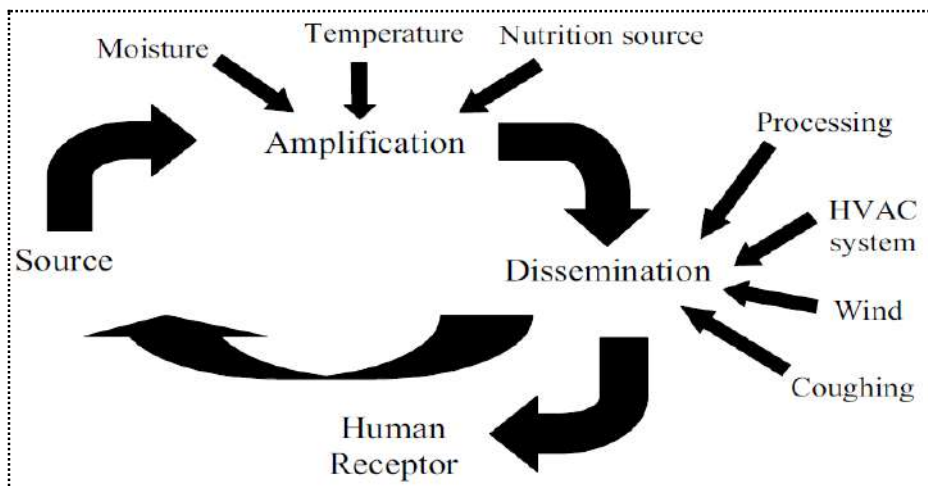 Moisture
Temperature
Nutrition source
Amplification
Processing
HVAC
system
Source
Dissemination
Wind
Coughing
Human
Receptor